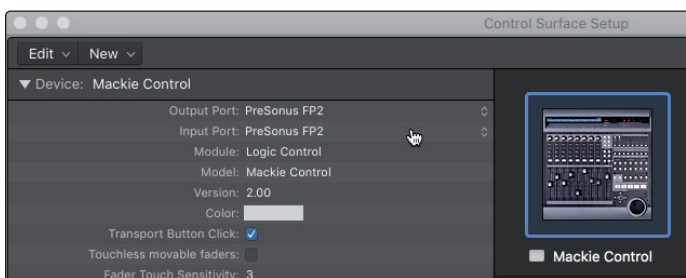 Control Surface Setup
Edit New
Device: Mackie Control
Output Port: PreSonus FP2
Input Port: PreSonus FP2
Module: Logic Control
Model: Mackie Control
Version: 2.00
Color:
Transport Button Click:
Touchless movable faders:
Fader Touch Sensitivity: 3
Mackie Control